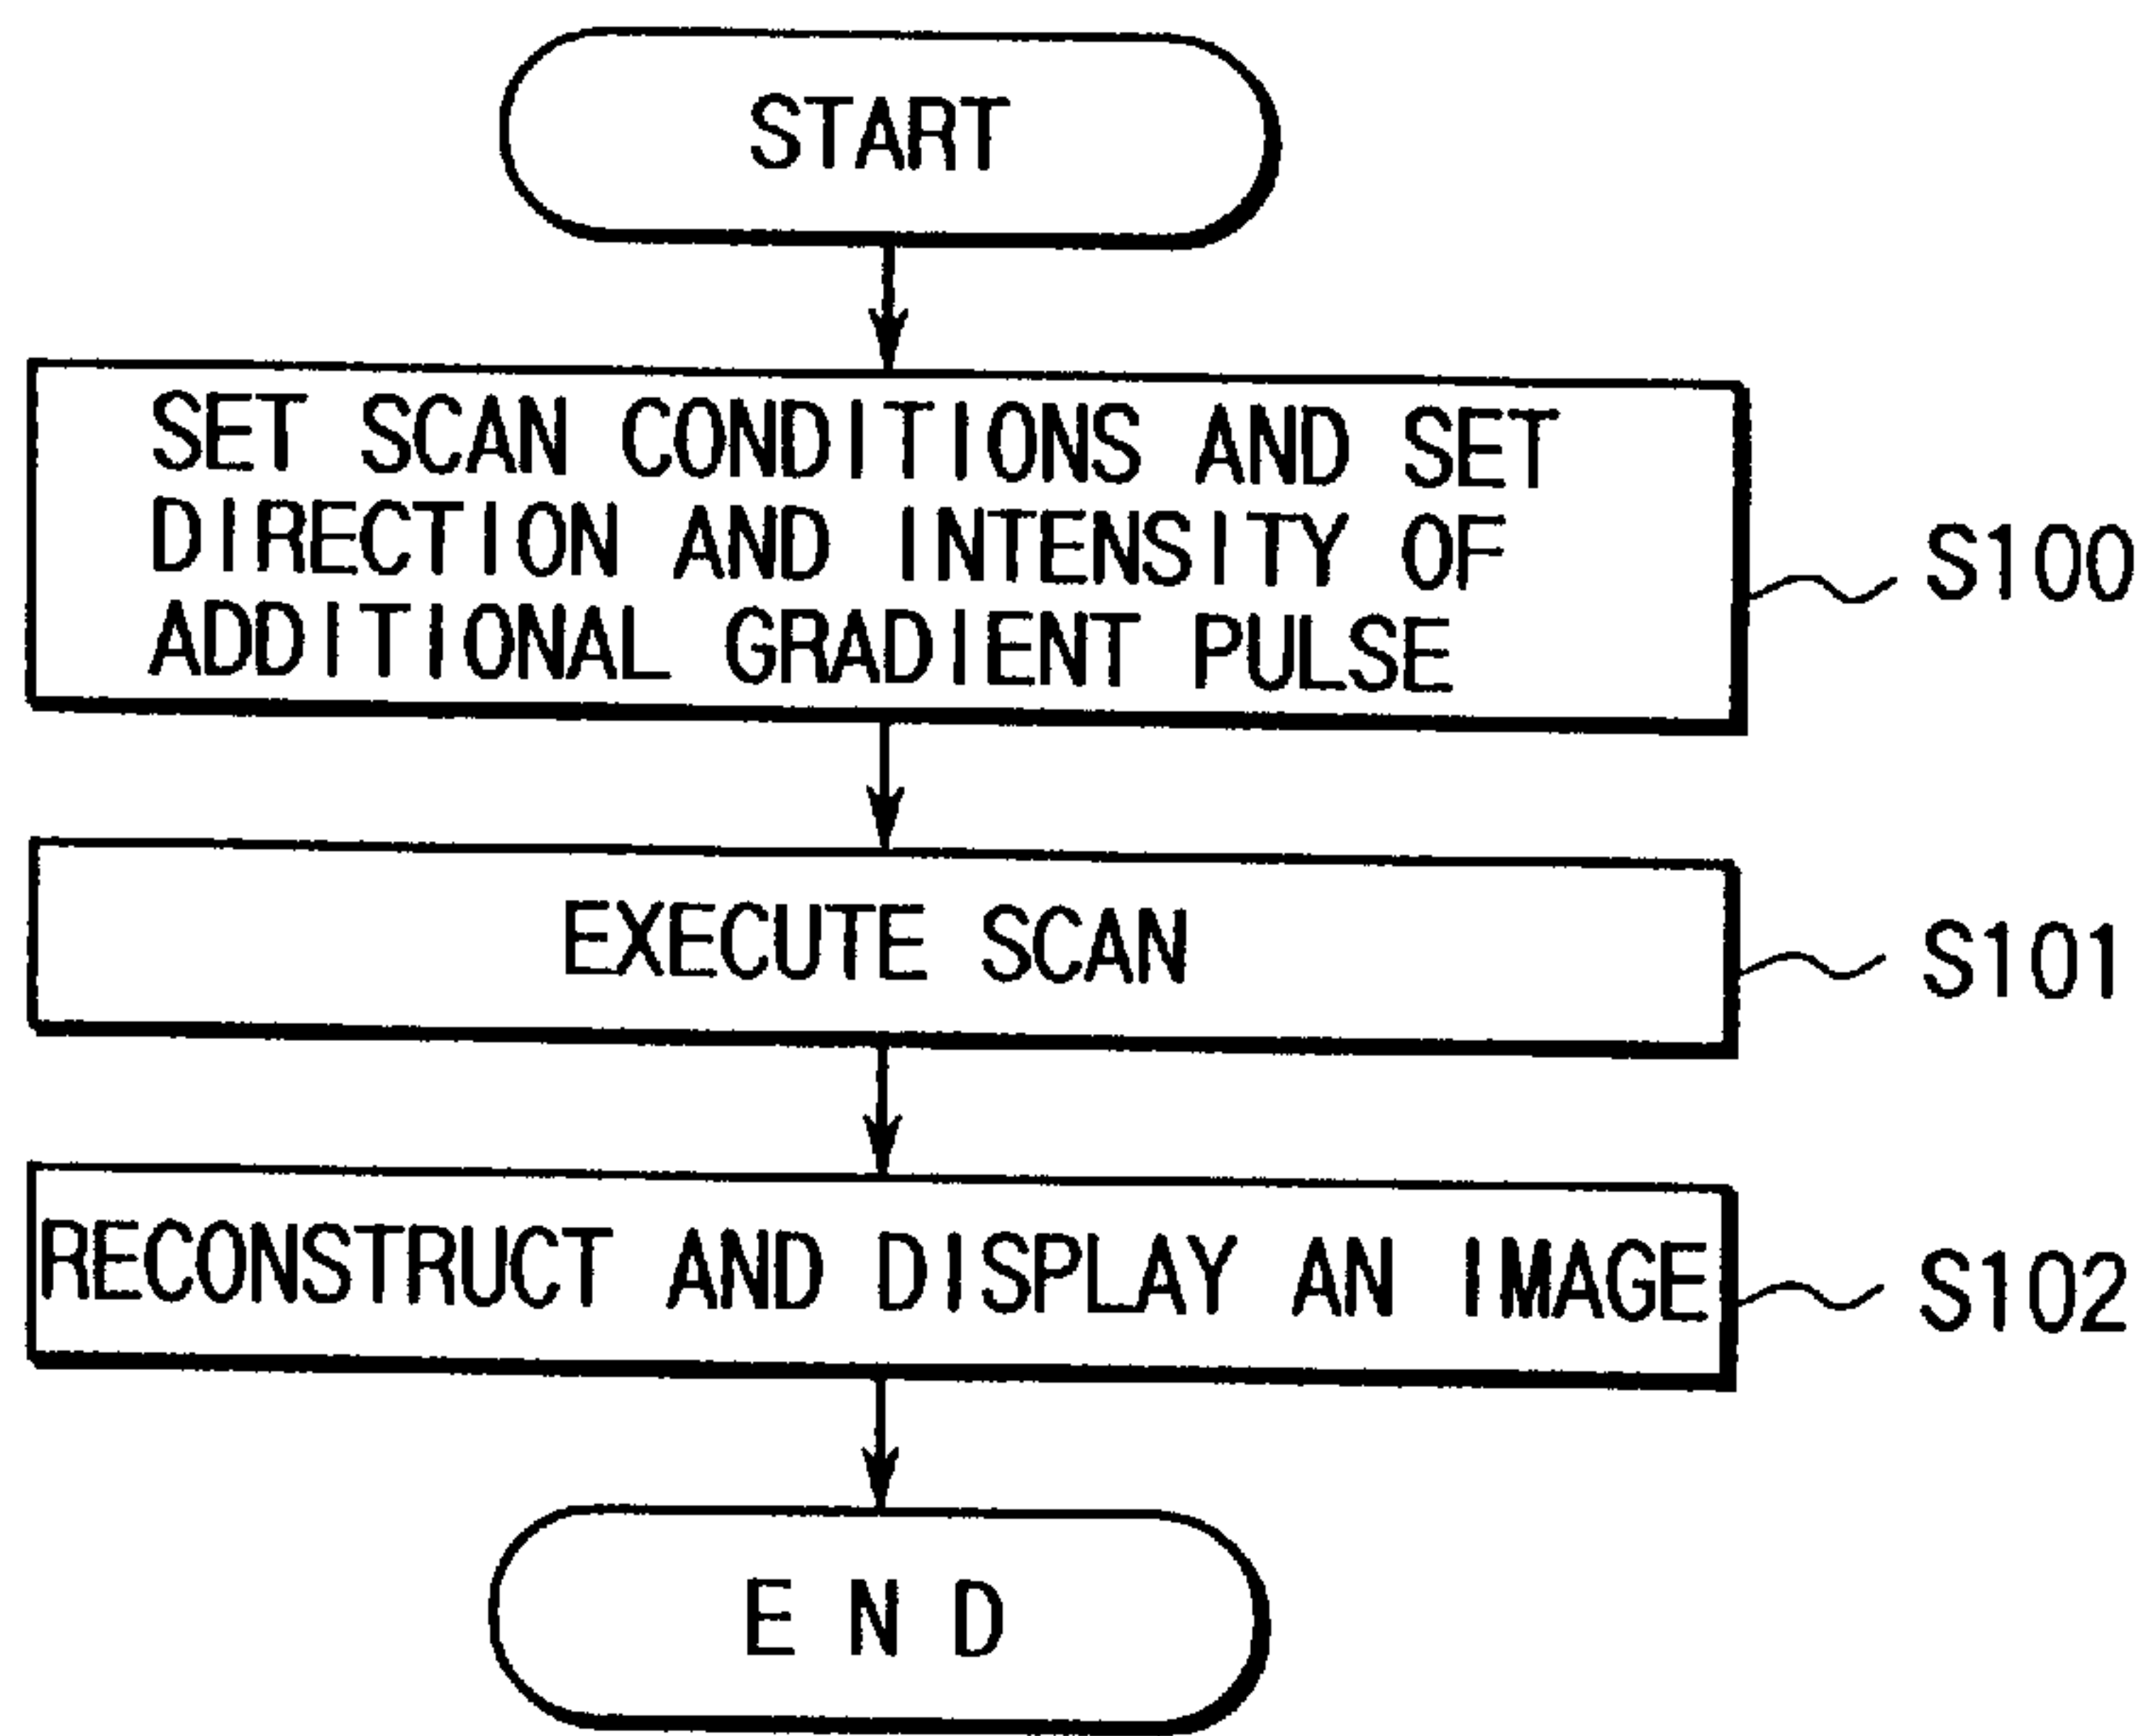 START
SET SCAN CONDITIONS AND SET
DIRECTION AND INTENSITY OF
ADDITIONAL GRADIENT PULSE
S100
EXECUTE SCAN
S101
RECONSTRUCT AND DISPLAY AN IMAGE
S102
END